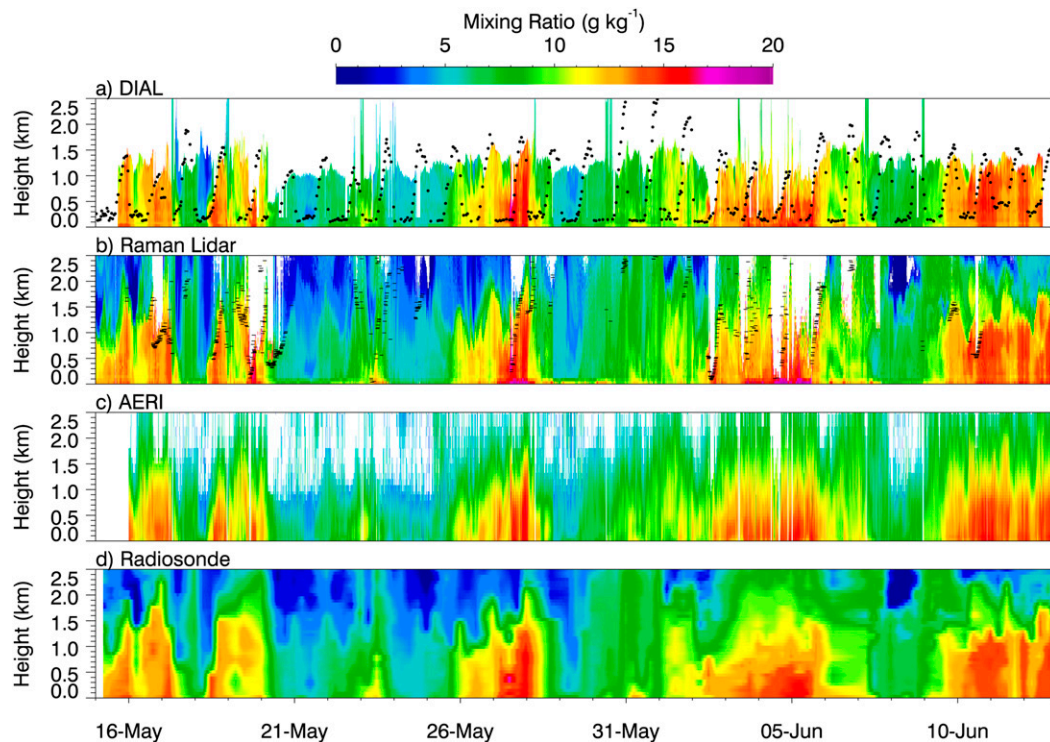 Mixing Ratio (g kg⁻¹)
0 5 10 15 20
a) DIAL
2.5
2.0
1.5
1.0
0.5
0.0
Height (km)
b) Raman Lidar
2.5
2.0
1.5
1.0
0.5
0.0
Height (km)
c) AERI
2.5
2.0
1.5
1.0
0.5
0.0
Height (km)
d) Radiosonde
2.5
2.0
1.5
1.0
0.5
0.0
Height (km)
16-May 21-May 26-May 31-May 05-Jun 10-Jun